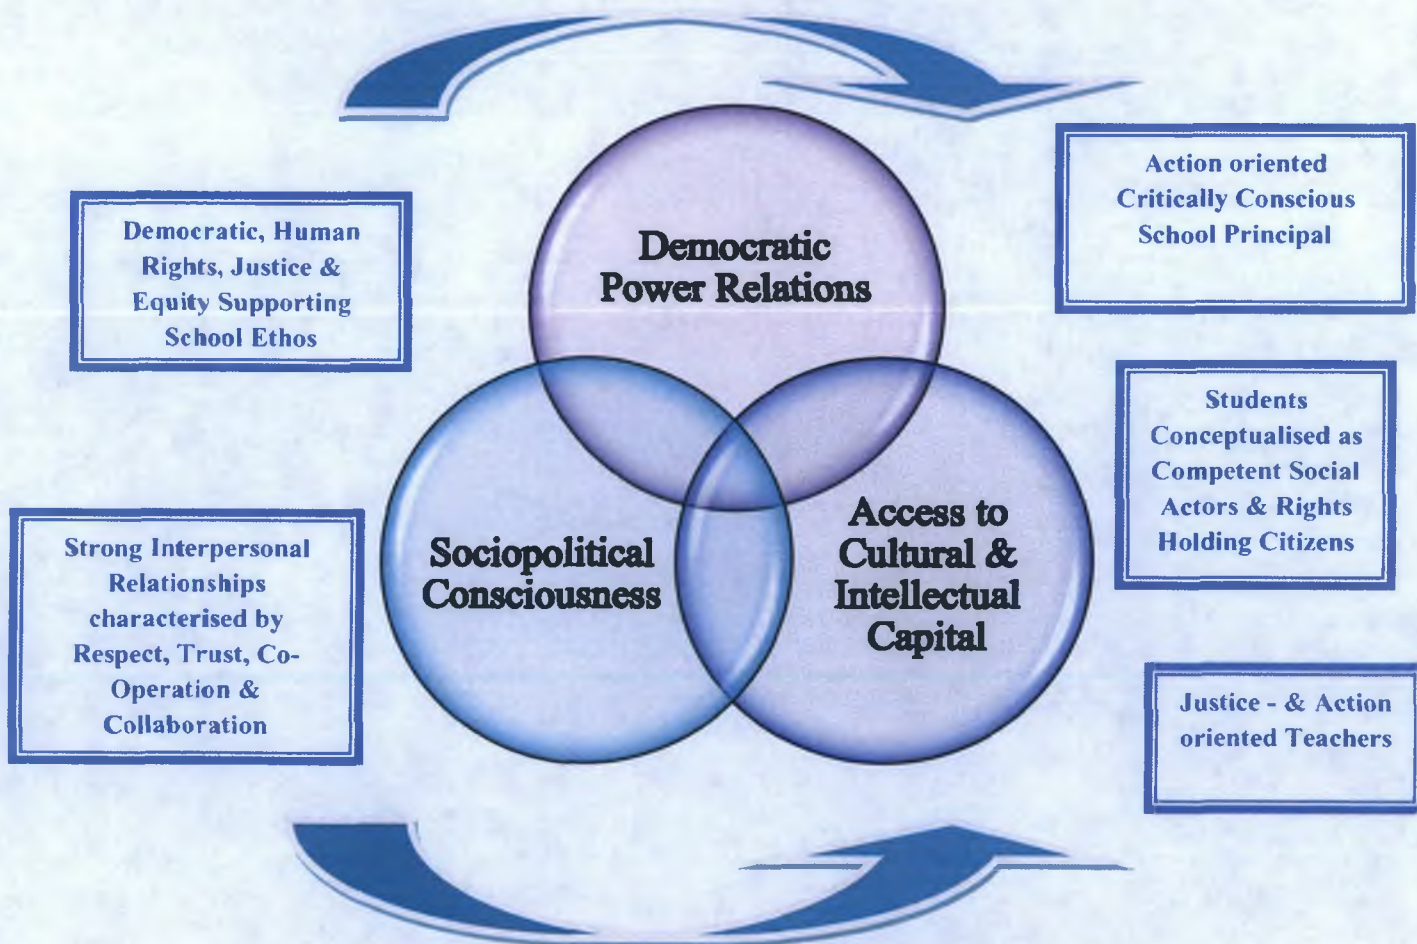 Action oriented
Critically Conscious
School Principal
Democratic, Human
Rights, Justice &
Equity Supporting
School Ethos
Democratic
Power Relations
Students
Conceptualised as
Competent Social
Actors & Rights
Holding Citizens
Strong Interpersonal
Relationships
characterised by
Respect, Trust, Co-
Operation &
Collaboration
Sociopolitical
Consciousness
Access to
Cultural &
Intellectual
Capital
Justice - & Action
oriented Teachers